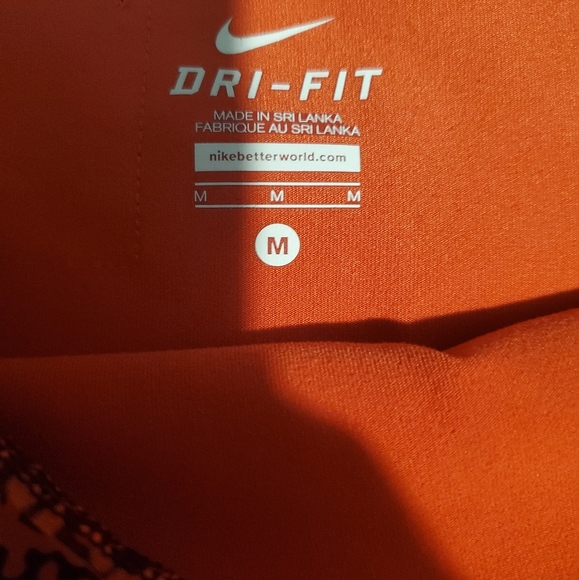 DRI-FIT
MADE IN SRI LANKA
FABRIQUE AU SRI LANKA
nikebetterworld.com
M M M
M